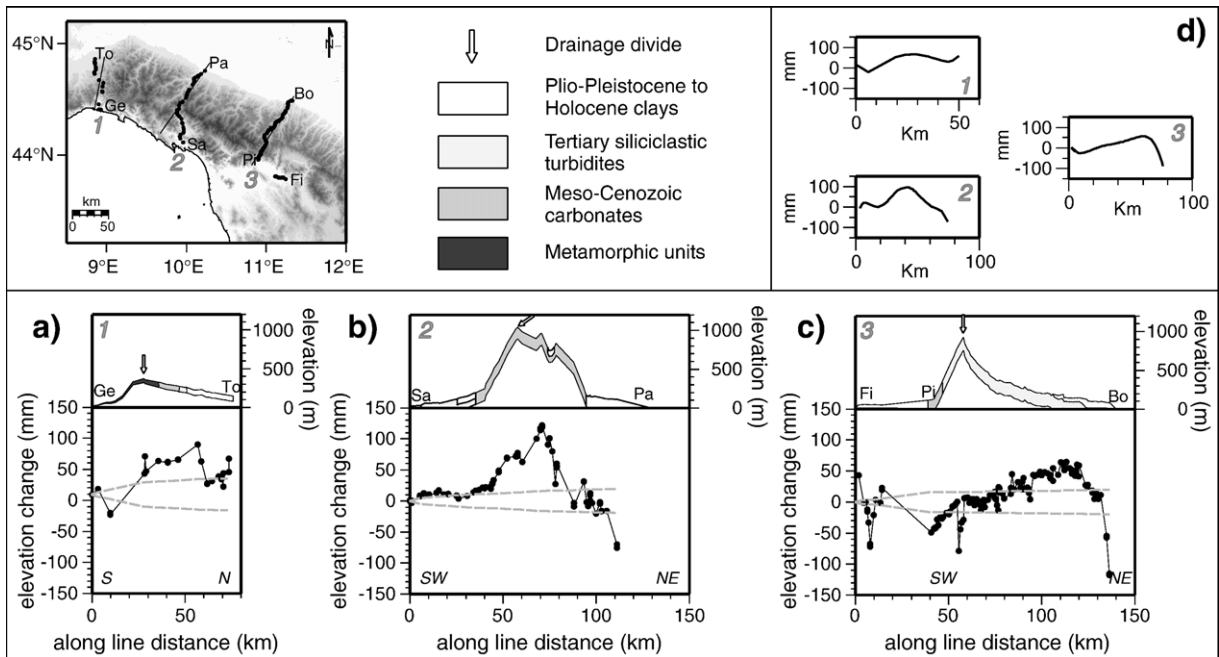 45°N
44°N
9°E
10°E
11°E
12°E
N
To
Ge
1
Pa
Sa
2
Bo
Pi
3
Fi
km
0 50
Drainage divide
Plio-Pleistocene to
Holocene clays
Tertiary siliciclastic
turbidites
Meso-Cenozoic
carbonates
Metamorphic units
d)
mm
100
0
-100
0 50
Km
1
mm
100
0
-100
0 100
Km
2
mm
100
0
-100
0 100
Km
3
a)
1
Ge
To
1000
500
0
elevation (m)
elevation change (mm)
150
100
50
0
-50
-100
-150
S N
0 50
along line distance (km)
b)
2
Sa
Pa
1000
500
0
elevation (m)
elevation change (mm)
150
100
50
0
-50
-100
-150
SW NE
0 50 100 150
along line distance (km)
c)
3
Fi
Pi
Bo
1000
500
0
elevation (m)
elevation change (mm)
150
100
50
0
-50
-100
-150
SW NE
0 50 100 150
along line distance (km)